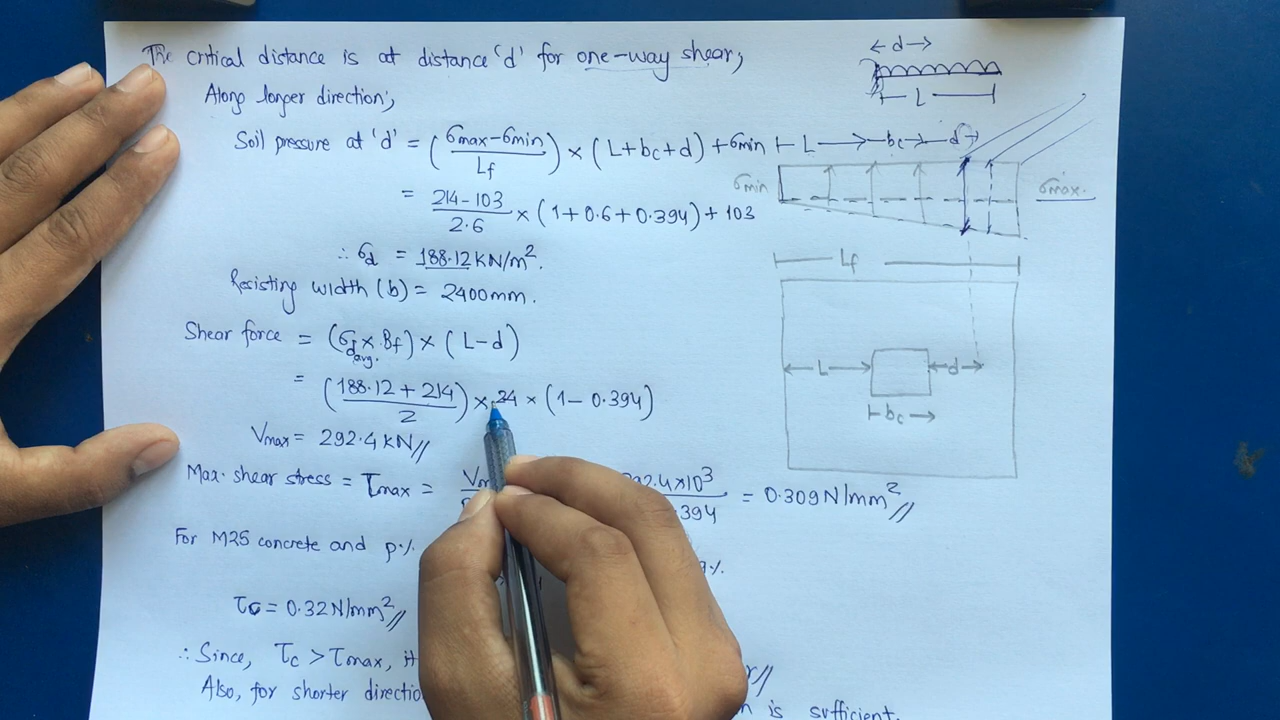 The critical distance is at distance 'd' for one-way shear,
Along longer direction,
Soil pressure at 'd' = (σmax-σmin / Lf) × (L+bc+d) + σmin
= 214-103 / 2.6 × (1+0.6+0.394) + 103
∴ σd = 188.12 KN/m².
Resisting width (b) = 2400mm.
Shear force = (σd avg. × Bf) × (L-d)
= (188.12 + 214 / 2) × 2.4 × (1-0.394)
Vmax = 292.4 KN//
Max. shear stress = τmax = = 0.309 N/mm²//
For M25 concrete and p%
τc = 0.32 N/mm²//
∴ Since, τc > τmax,
Also, for shorter is sufficient.
d
L
L bc d
σmin σmax.
Lf
L d
bc